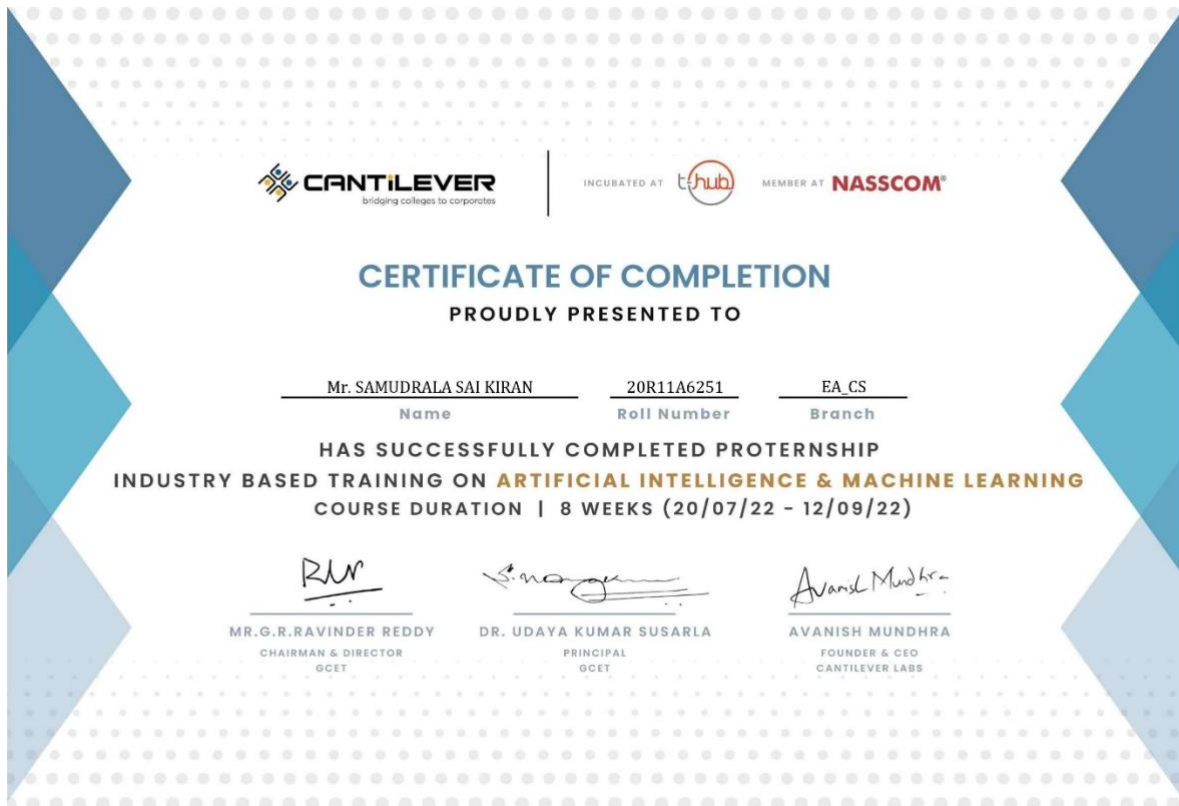 CANTiLEVER
bridging colleges to corporates
INCUBATED AT t-hub MEMBER AT NASSCOM®
CERTIFICATE OF COMPLETION
PROUDLY PRESENTED TO
Mr. SAMUDRALA SAI KIRAN 20R11A6251 EA_CS
Name Roll Number Branch
HAS SUCCESSFULLY COMPLETED PROTERNSHIP
INDUSTRY BASED TRAINING ON ARTIFICIAL INTELLIGENCE & MACHINE LEARNING
COURSE DURATION | 8 WEEKS (20/07/22 - 12/09/22)
Avanish Mundhra
MR.G.R.RAVINDER REDDY DR. UDAYA KUMAR SUSARLA AVANISH MUNDHRA
CHAIRMAN & DIRECTOR PRINCIPAL FOUNDER & CEO
GCET GCET CANTILEVER LABS